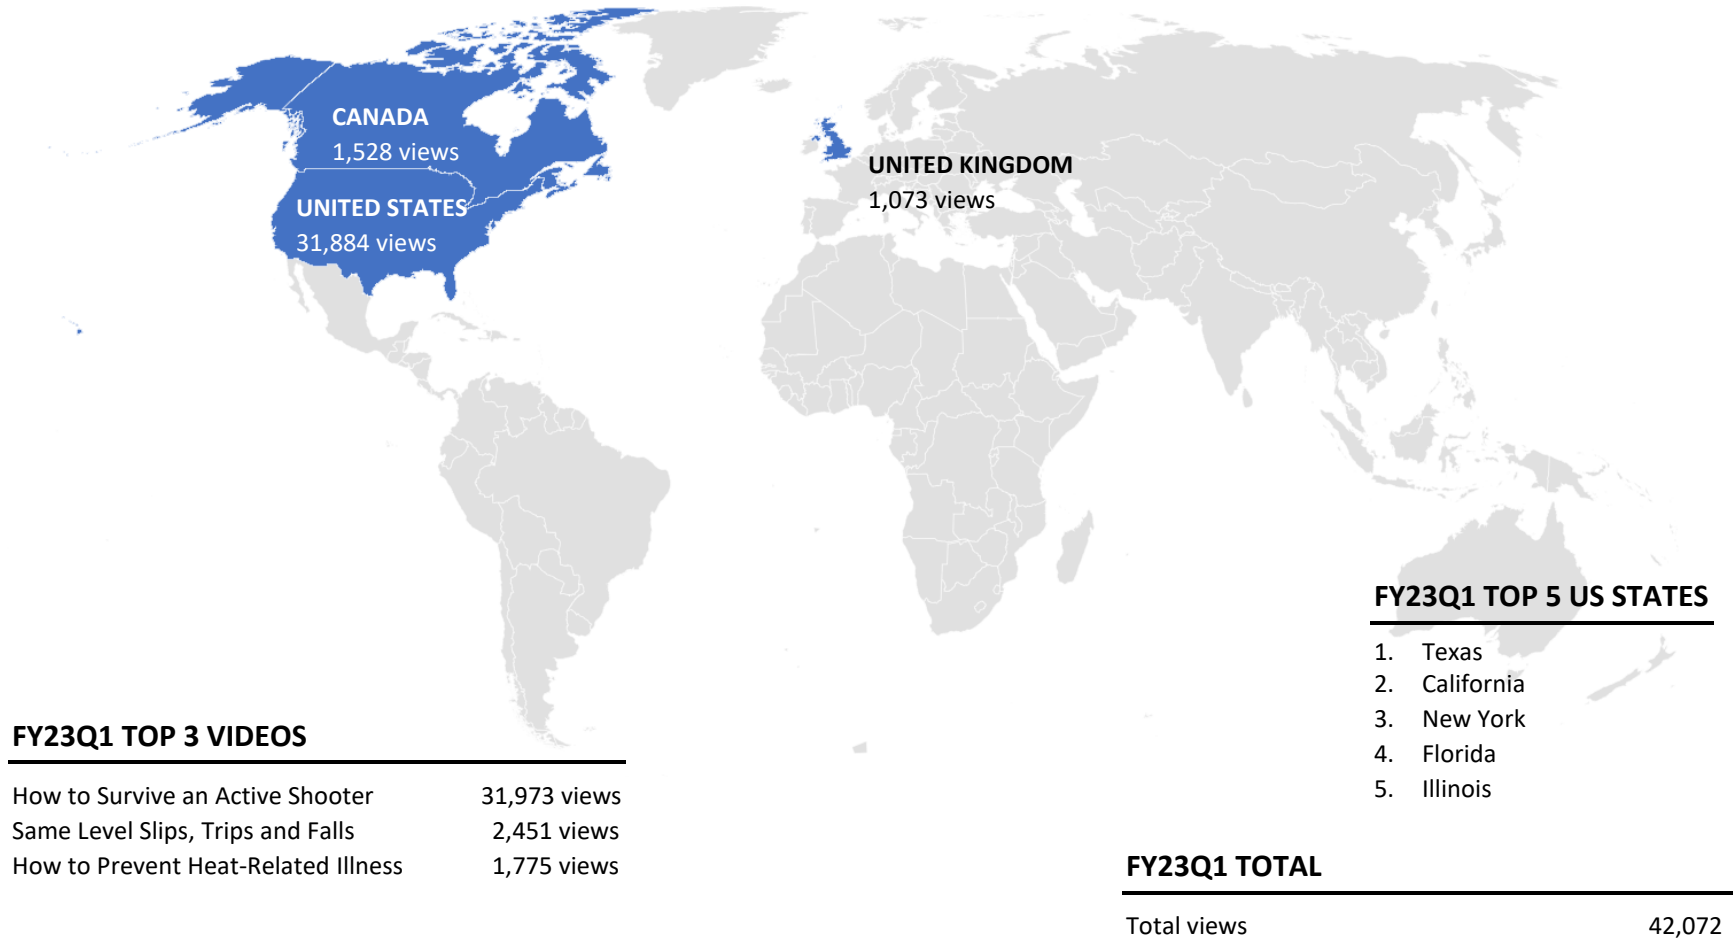 CANADA
1,528 views
UNITED KINGDOM
1,073 views
UNITED STATES
31,884 views
FY23Q1 TOP 5 US STATES
1. Texas
2. California
3. New York
4. Florida
5. Illinois
FY23Q1 TOP 3 VIDEOS
How to Survive an Active Shooter 31,973 views
Same Level Slips, Trips and Falls 2,451 views
How to Prevent Heat-Related Illness 1,775 views
FY23Q1 TOTAL
Total views 42,072